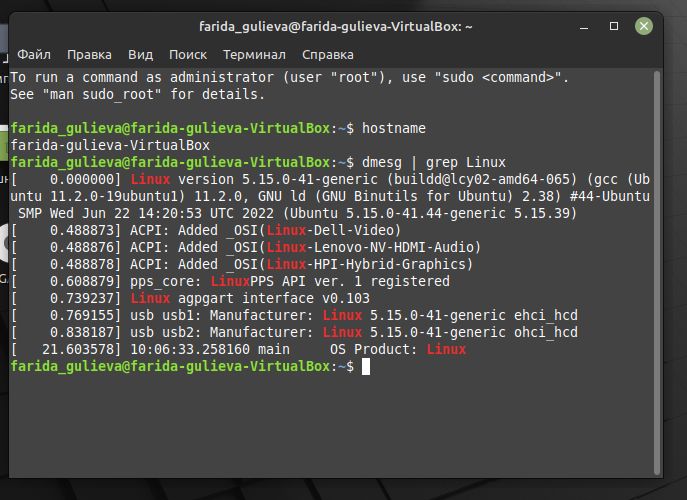 farida_gulieva@farida-gulieva-VirtualBox: ~
Файл Правка Вид Поиск Терминал Справка
To run a command as administrator (user "root"), use "sudo <command>".
See "man sudo_root" for details.

farida_gulieva@farida-gulieva-VirtualBox:~$ hostname
farida-gulieva-VirtualBox
farida_gulieva@farida-gulieva-VirtualBox:~$ dmesg | grep Linux
[    0.000000] Linux version 5.15.0-41-generic (buildd@lcy02-amd64-065) (gcc (Ub
untu 11.2.0-19ubuntu1) 11.2.0, GNU ld (GNU Binutils for Ubuntu) 2.38) #44-Ubuntu
 SMP Wed Jun 22 14:20:53 UTC 2022 (Ubuntu 5.15.0-41.44-generic 5.15.39)
[    0.488873] ACPI: Added _OSI(Linux-Dell-Video)
[    0.488876] ACPI: Added _OSI(Linux-Lenovo-NV-HDMI-Audio)
[    0.488878] ACPI: Added _OSI(Linux-HPI-Hybrid-Graphics)
[    0.608879] pps_core: LinuxPPS API ver. 1 registered
[    0.739237] Linux agpgart interface v0.103
[    0.769155] usb usb1: Manufacturer: Linux 5.15.0-41-generic ehci_hcd
[    0.838187] usb usb2: Manufacturer: Linux 5.15.0-41-generic ohci_hcd
[   21.603578] 10:06:33.258160 main     OS Product: Linux
farida_gulieva@farida-gulieva-VirtualBox:~$